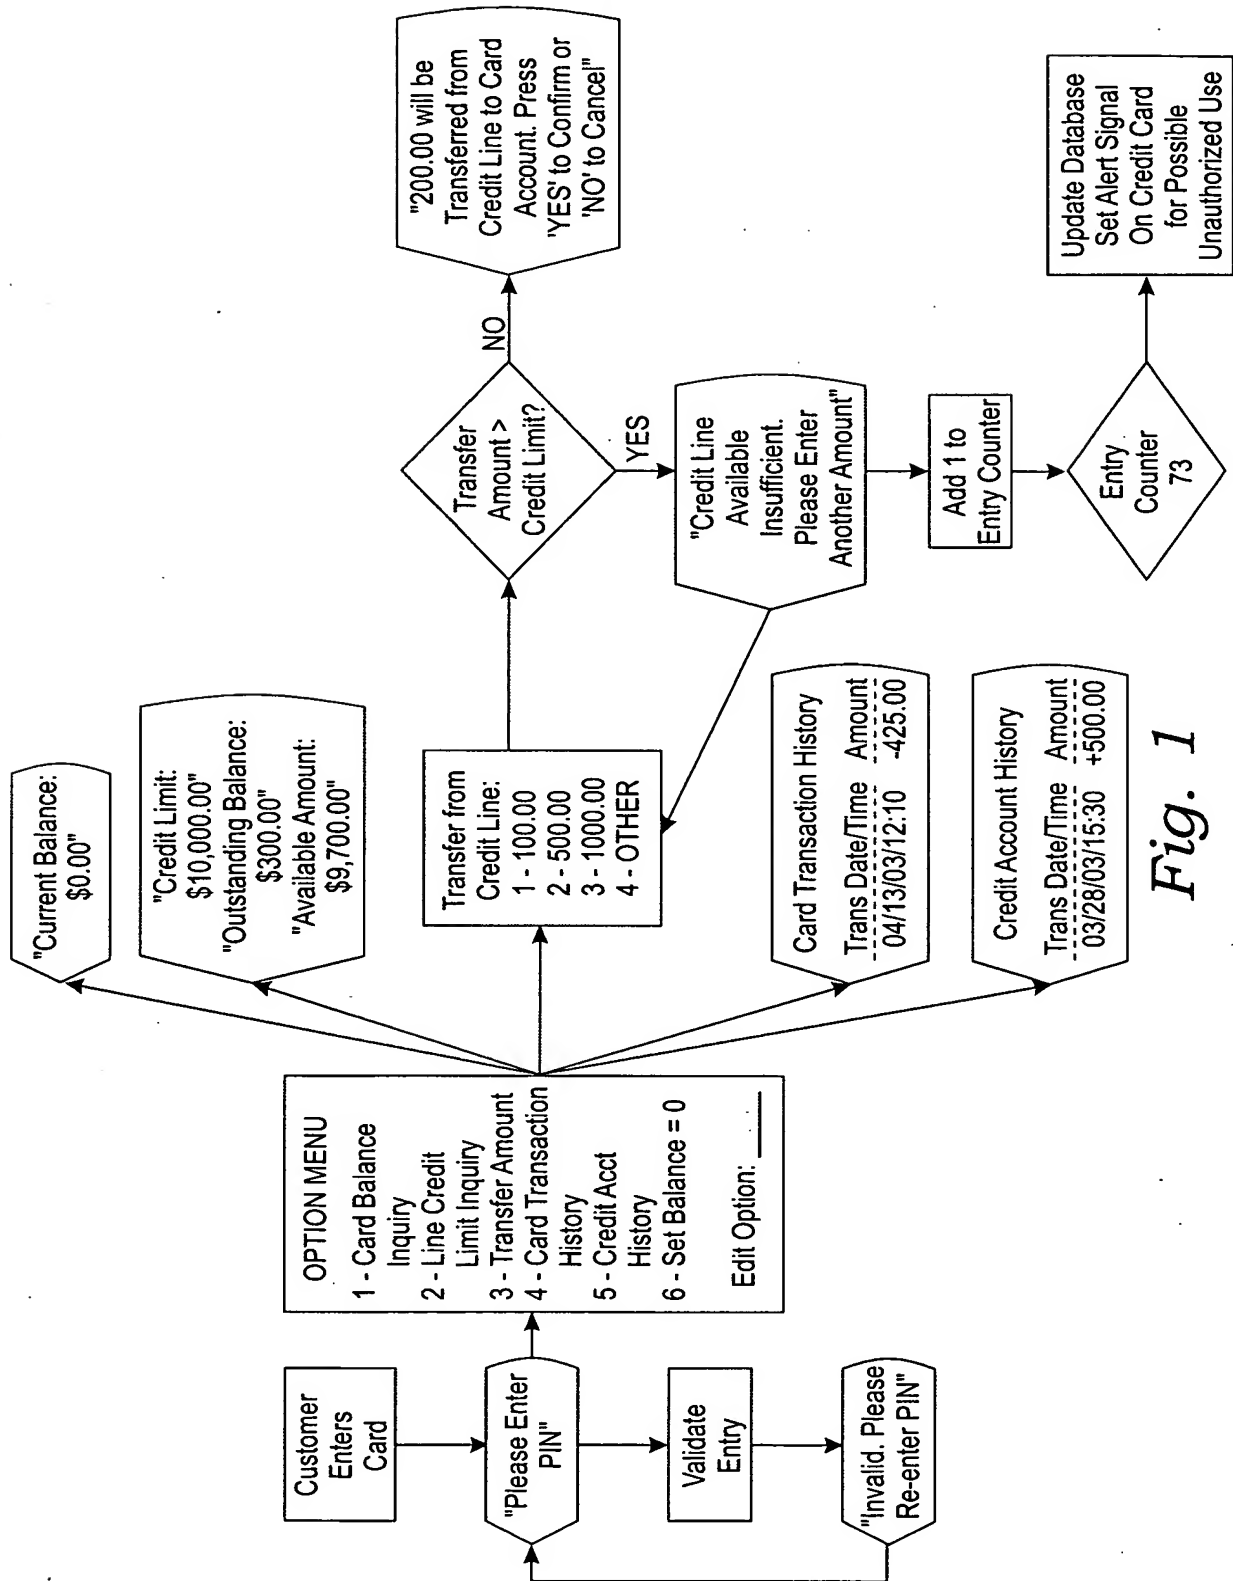 Customer
Enters
Card
"Please Enter
PIN"
Validate
Entry
"Invalid. Please
Re-enter PIN"
OPTION MENU
1 - Card Balance
Inquiry
2 - Line Credit
Limit Inquiry
3 - Transfer Amount
4 - Card Transaction
History
5 - Credit Acct
History
6 - Set Balance = 0
Edit Option: ____
"Current Balance:
$0.00"
"Credit Limit:
$10,000.00"
"Outstanding Balance:
$300.00"
"Available Amount:
$9,700.00"
Transfer from
Credit Line:
1 - 100.00
2 - 500.00
3 - 1000.00
4 - OTHER
Card Transaction History
Trans Date/Time Amount
04/13/03/12:10 -425.00
Credit Account History
Trans Date/Time Amount
03/28/03/15:30 +500.00
Transfer
Amount >
Credit Limit?
NO
YES
"200.00 will be
Transferred from
Credit Line to Card
Account. Press
'YES' to Confirm or
'NO' to Cancel"
"Credit Line
Available
Insufficient.
Please Enter
Another Amount"
Add 1 to
Entry Counter
Entry
Counter
73
Update Database
Set Alert Signal
On Credit Card
for Possible
Unauthorized Use
Fig. 1